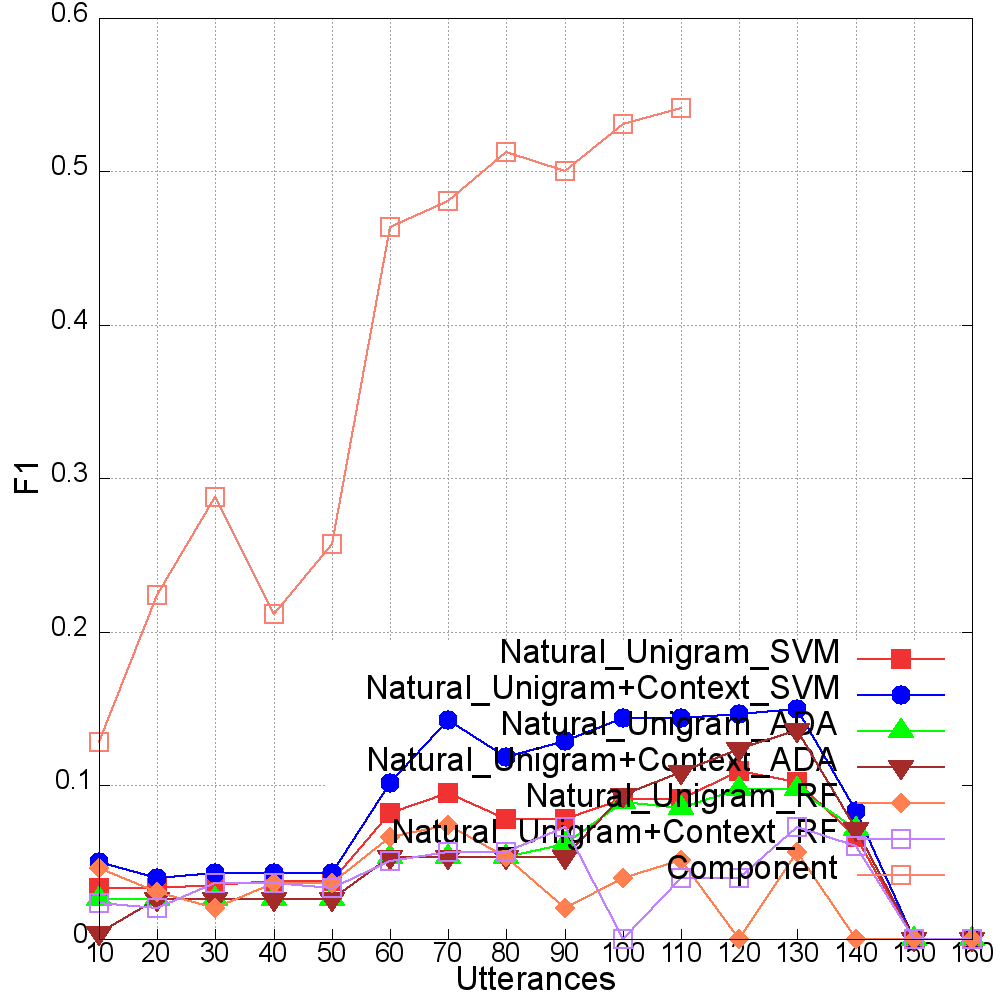 0.6
0.5
0.4
0.3
0.2
0.1
0
F1
Natural_Unigram_SVM
Natural_Unigram+Context_SVM
Natural_Unigram_ADA
Natural_Unigram+Context_ADA
Natural_Unigram_RF
Natural_Unigram+Context_RF
Component
10 20 30 40 50 60 70 80 90 100 110 120 130 140 150 160
Utterances